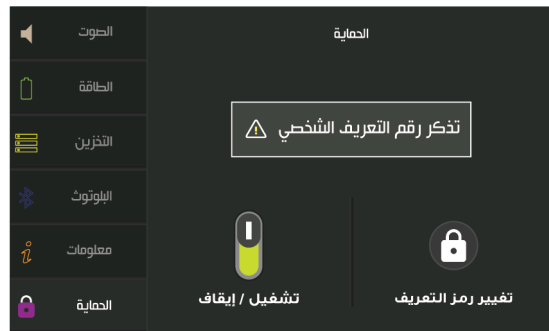 الحماية
تذكر رقم التعريف الشخصي
تغيير رمز التعريف
تشغيل / إيقاف
الصوت
الطاقة
التخزين
البلوتوث
معلومات
الحماية